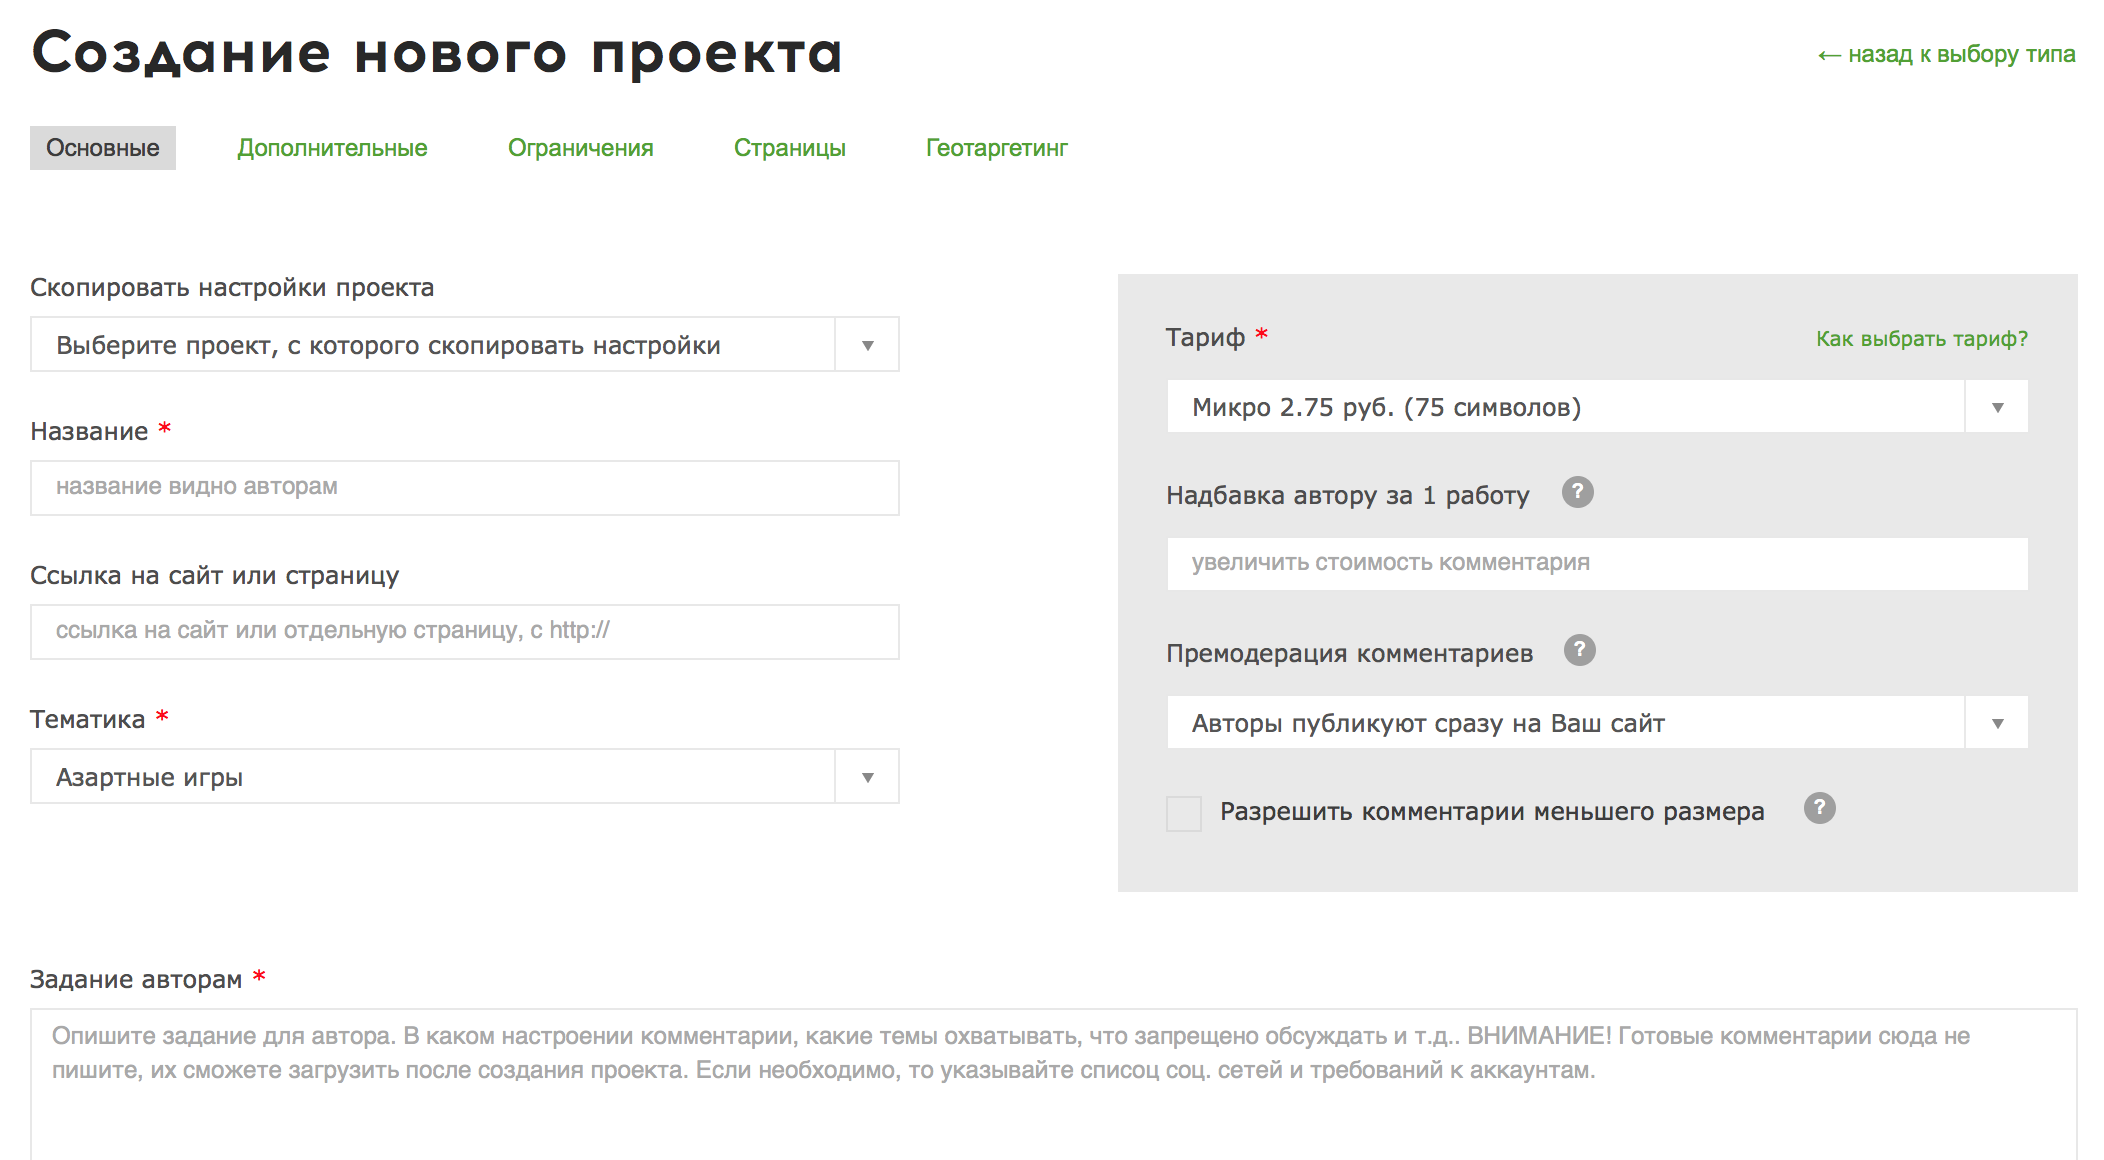 Создание нового проекта
← назад к выбору типа
Основные
Дополнительные
Ограничения
Страницы
Геотаргетинг
Скопировать настройки проекта
Выберите проект, с которого скопировать настройки
Название *
название видно авторам
Ссылка на сайт или страницу
ссылка на сайт или отдельную страницу, с http://
Тематика *
Азартные игры
Тариф *
Как выбрать тариф?
Микро 2.75 руб. (75 символов)
Надбавка автору за 1 работу ?
увеличить стоимость комментария
Премодерация комментариев ?
Авторы публикуют сразу на Ваш сайт
Разрешить комментарии меньшего размера ?
Задание авторам *
Опишите задание для автора. В каком настроении комментарии, какие темы охватывать, что запрещено обсуждать и т.д.. ВНИМАНИЕ! Готовые комментарии сюда не
пишите, их сможете загрузить после создания проекта. Если необходимо, то указывайте списоц соц. сетей и требований к аккаунтам.